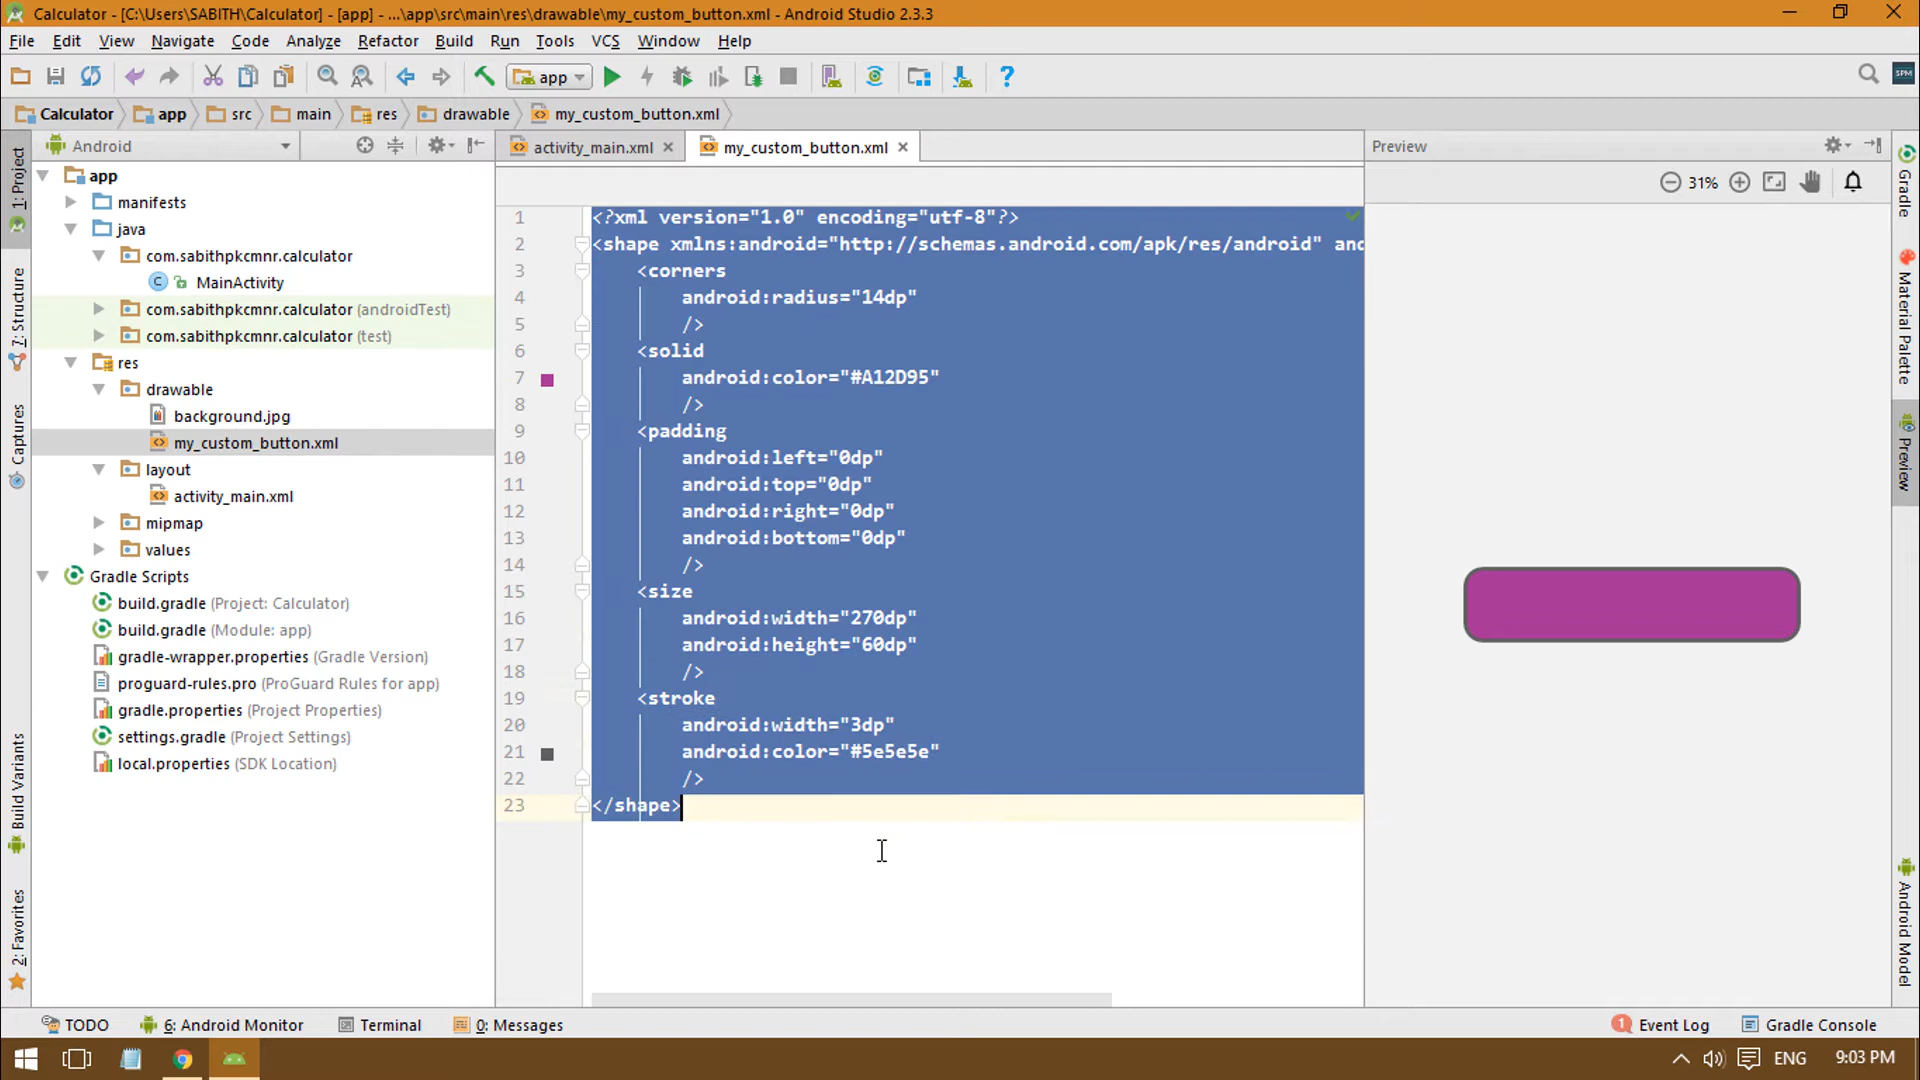 Calculator - [C:\Users\SABITH\Calculator] - [app] - ...\app\src\main\res\drawable\my_custom_button.xml - Android Studio 2.3.3
File Edit View Navigate Code Analyze Refactor Build Run Tools VCS Window Help
app
SPM
Calculator app src main res drawable my_custom_button.xml
Android
activity_main.xml my_custom_button.xml
Preview
31%
1: Project
7: Structure
Captures
Build Variants
2: Favorites
app
manifests
java
com.sabithpkcmnr.calculator
MainActivity
com.sabithpkcmnr.calculator (androidTest)
com.sabithpkcmnr.calculator (test)
res
drawable
background.jpg
my_custom_button.xml
layout
activity_main.xml
mipmap
values
Gradle Scripts
build.gradle (Project: Calculator)
build.gradle (Module: app)
gradle-wrapper.properties (Gradle Version)
proguard-rules.pro (ProGuard Rules for app)
gradle.properties (Project Properties)
settings.gradle (Project Settings)
local.properties (SDK Location)
1 <?xml version="1.0" encoding="utf-8"?>
2 <shape xmlns:android="http://schemas.android.com/apk/res/android" and
3 <corners
4 android:radius="14dp"
5 />
6 <solid
7 android:color="#A12D95"
8 />
9 <padding
10 android:left="0dp"
11 android:top="0dp"
12 android:right="0dp"
13 android:bottom="0dp"
14 />
15 <size
16 android:width="270dp"
17 android:height="60dp"
18 />
19 <stroke
20 android:width="3dp"
21 android:color="#5e5e5e"
22 />
23 </shape>
Gradle
Material Palette
Preview
Android Model
TODO 6: Android Monitor Terminal 0: Messages 1 Event Log Gradle Console
ENG 9:03 PM